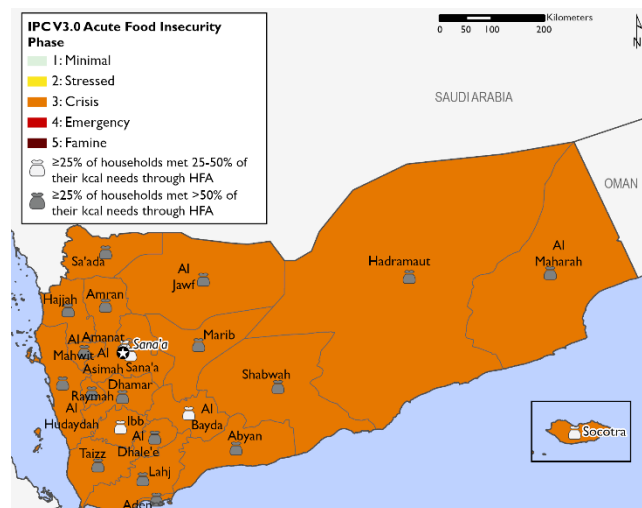 IPC V3.0 Acute Food Insecurity
Phase
1: Minimal
2: Stressed
3: Crisis
4: Emergency
5: Famine
≥25% of households met 25-50% of
their kcal needs through HFA
≥25% of households met >50% of
their kcal needs through HFA
Kilometers
0 50 100 200
N
SAUDI ARABIA
OMAN
Sa'ada
Al
Jawf
Hadramaut
Al
Maharah
Hajjah
Amran
Al
Mahwit
Amanat
Al
Asimah
Sana'a
Sana'a
Marib
Shabwah
Dhamar
Raymah
Al
Hudaydah
Ibb
Al
Bayda
Al
Dhale'e
Abyan
Taizz
Lahj
Aden
Socotra